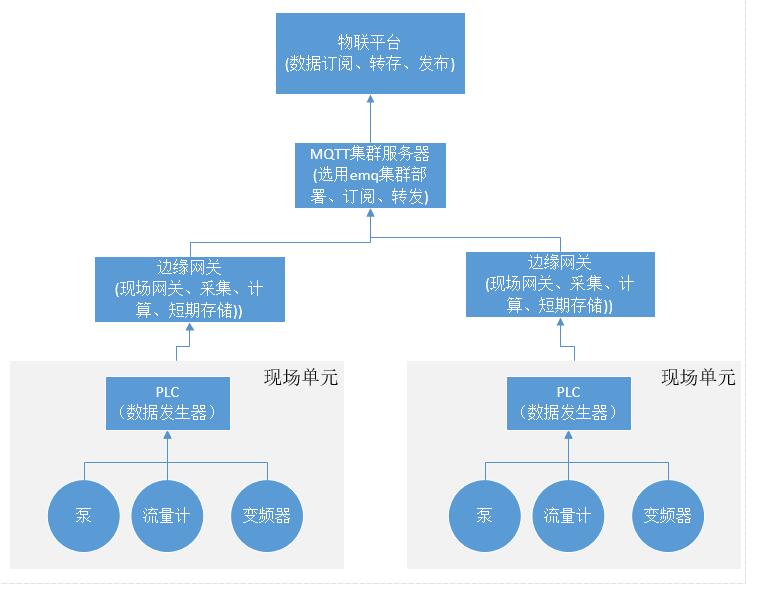 物联平台
(数据订阅、转存、发布)
MQTT集群服务器
(选用emq集群部
署、订阅、转发)
边缘网关
(现场网关、采集、计
算、短期存储))
边缘网关
(现场网关、采集、计
算、短期存储))
现场单元
PLC
（数据发生器）
泵
流量计
变频器
现场单元
PLC
（数据发生器）
泵
流量计
变频器